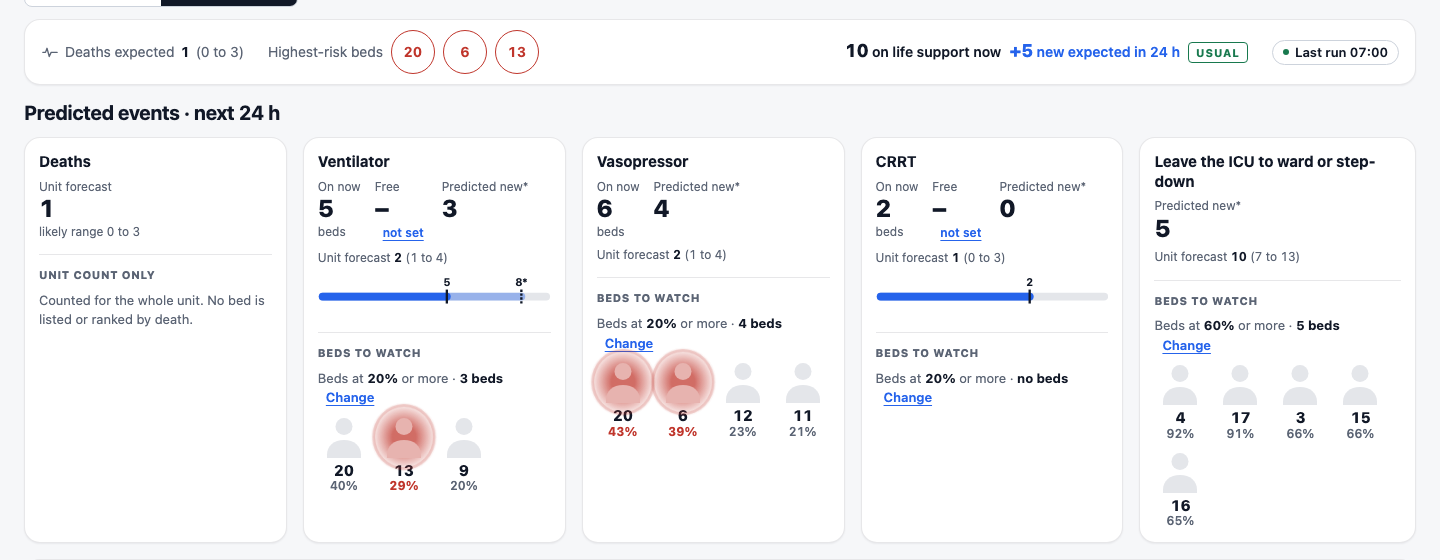 Deaths expected 1 (0 to 3) Highest-risk beds 20 6 13 10 on life support now +5 new expected in 24 h USUAL Last run 07:00
Predicted events · next 24 h
Deaths
Unit forecast
1
likely range 0 to 3
UNIT COUNT ONLY
Counted for the whole unit. No bed is
listed or ranked by death.
Ventilator
On now Free Predicted new*
5 – 3
beds not set
Unit forecast 2 (1 to 4)
5 8*
BEDS TO WATCH
Beds at 20% or more · 3 beds
Change
20 13 9
40% 29% 20%
Vasopressor
On now Predicted new*
6 4
beds
Unit forecast 2 (1 to 4)
BEDS TO WATCH
Beds at 20% or more · 4 beds
Change
20 6 12 11
43% 39% 23% 21%
CRRT
On now Free Predicted new*
2 – 0
beds not set
Unit forecast 1 (0 to 3)
2
BEDS TO WATCH
Beds at 20% or more · no beds
Change
Leave the ICU to ward or step-
down
Predicted new*
5
Unit forecast 10 (7 to 13)
BEDS TO WATCH
Beds at 60% or more · 5 beds
Change
4 17 3 15
92% 91% 66% 66%
16
65%